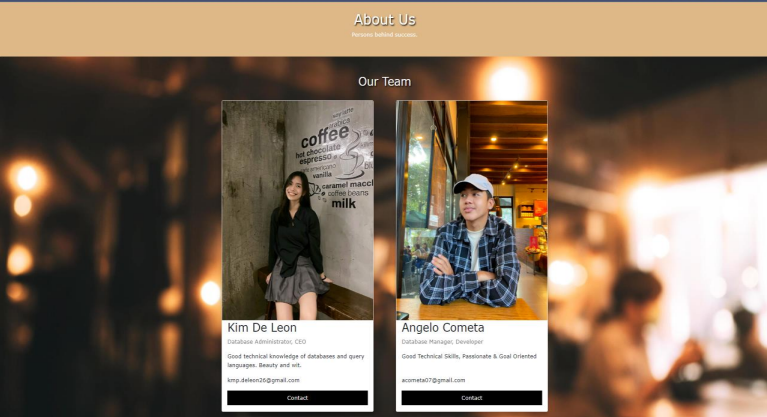 About Us
Persons behind success.
Our Team
coffee
hot chocolate
espresso
vanilla
caramel macc
coffee beans
milk
Kim De Leon
Database Administrator, CEO
Good technical knowledge of databases and query
languages. Beauty and wit.
kmp.deleon26@gmail.com
Contact
Angelo Cometa
Database Manager, Developer
Good Technical Skills, Passionate & Goal Oriented
acometa07@gmail.com
Contact